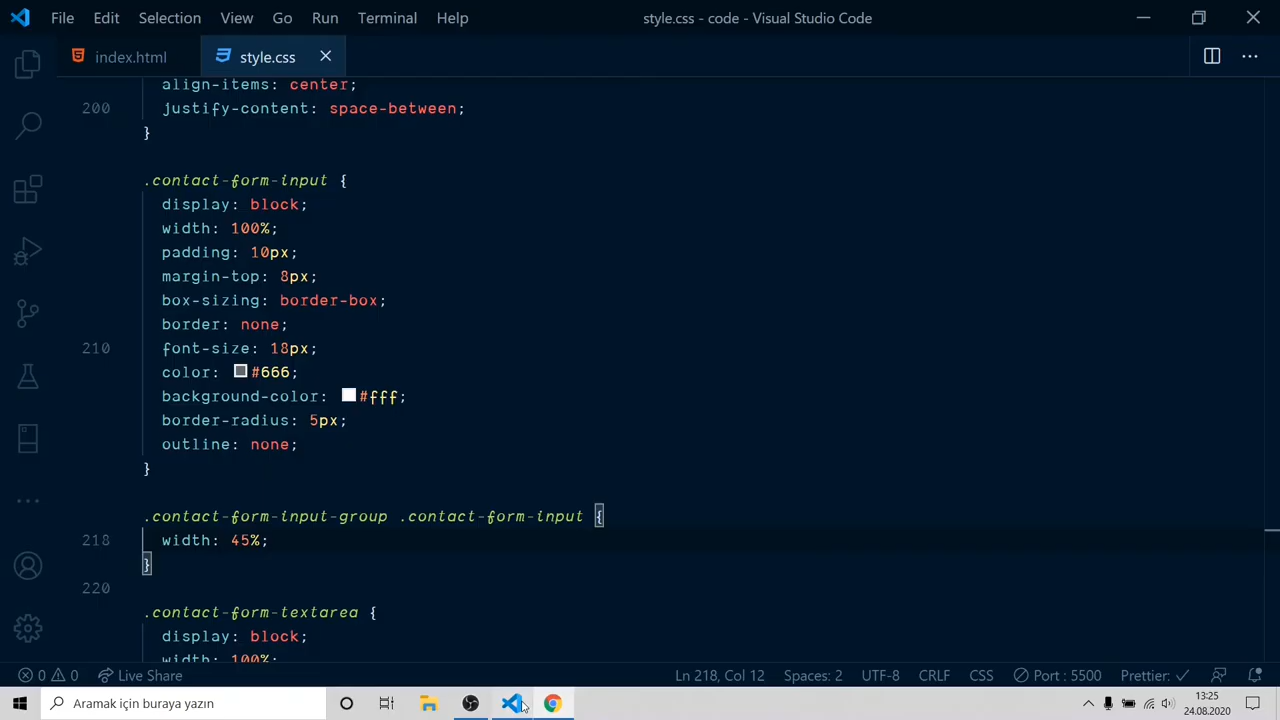 File Edit Selection View Go Run Terminal Help style.css - code - Visual Studio Code
index.html style.css
align-items: center;
200 justify-content: space-between;
}
.contact-form-input {
display: block;
width: 100%;
padding: 10px;
margin-top: 8px;
box-sizing: border-box;
border: none;
210 font-size: 18px;
color: #666;
background-color: #fff;
border-radius: 5px;
outline: none;
}
.contact-form-input-group .contact-form-input {
218 width: 45%;
}
220
.contact-form-textarea {
display: block;
width: 100%;
0 0 Live Share Ln 218, Col 12 Spaces: 2 UTF-8 CRLF CSS Port : 5500 Prettier:
Aramak için buraya yazın 13:25
24.08.2020